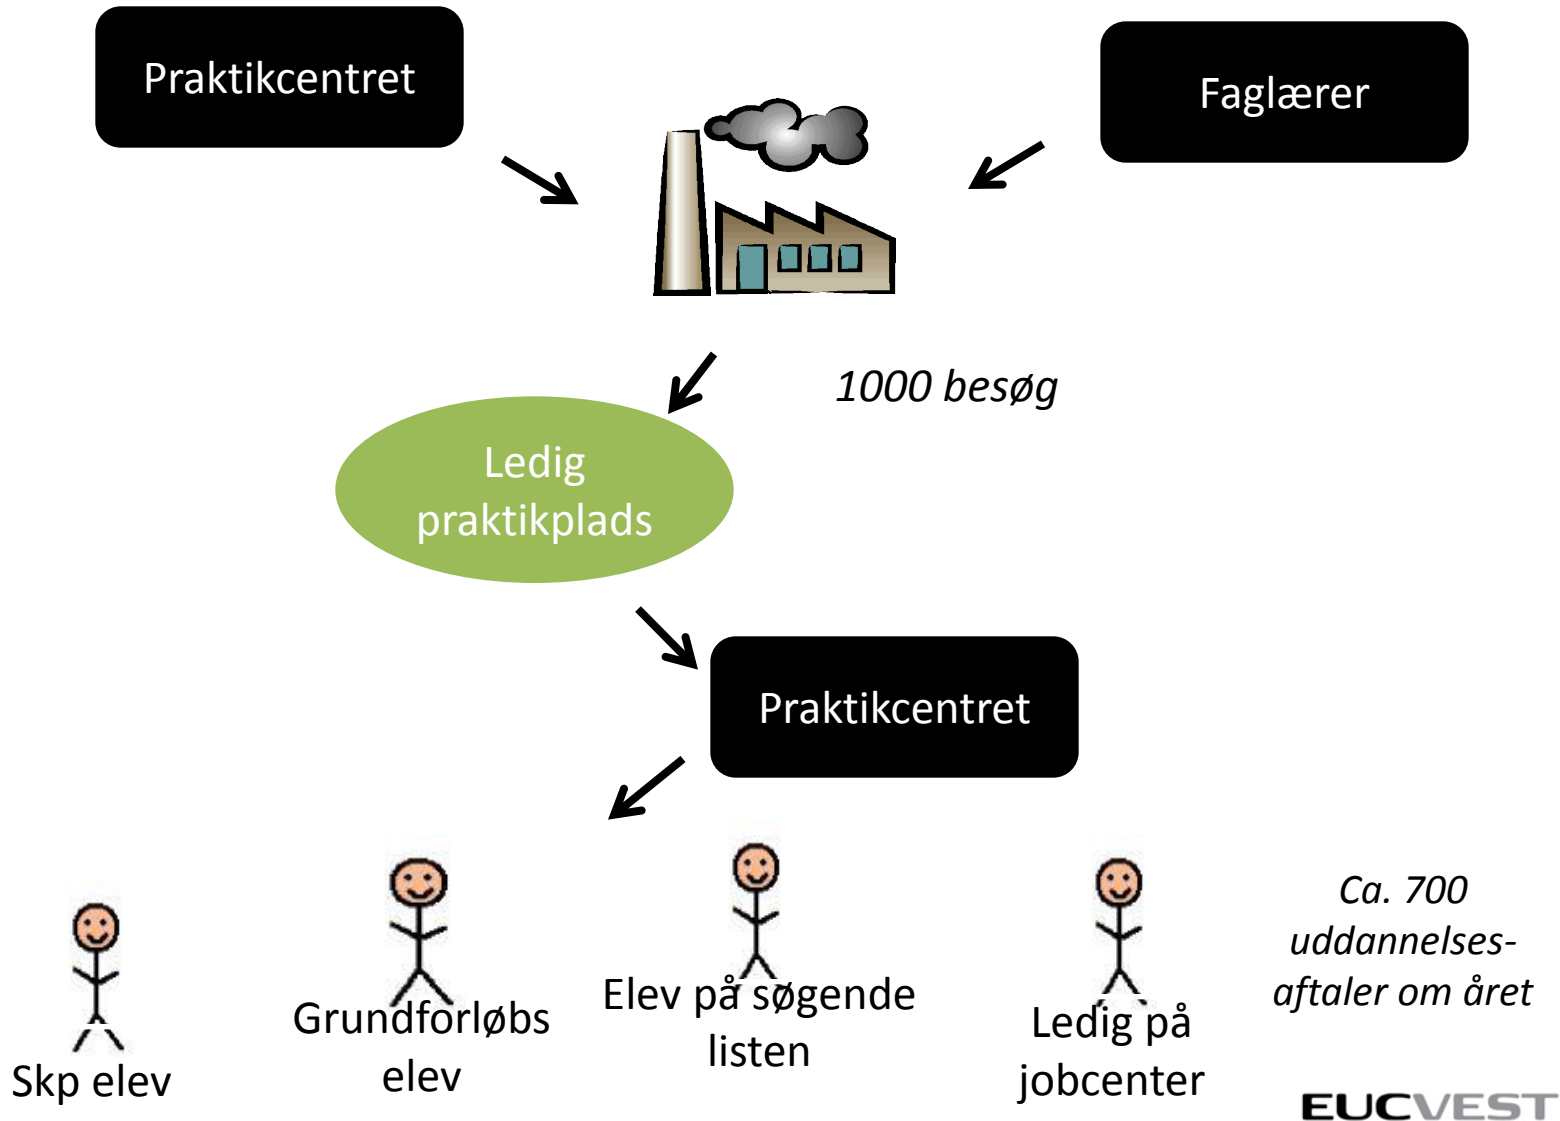 Praktikcentret
Faglærer
1000 besøg
Ledig
praktikplads
Praktikcentret
Skp elev
Grundforløbs
elev
Elev på søgende
listen
Ledig på
jobcenter
Ca. 700
uddannelses-
aftaler om året
EUCVEST